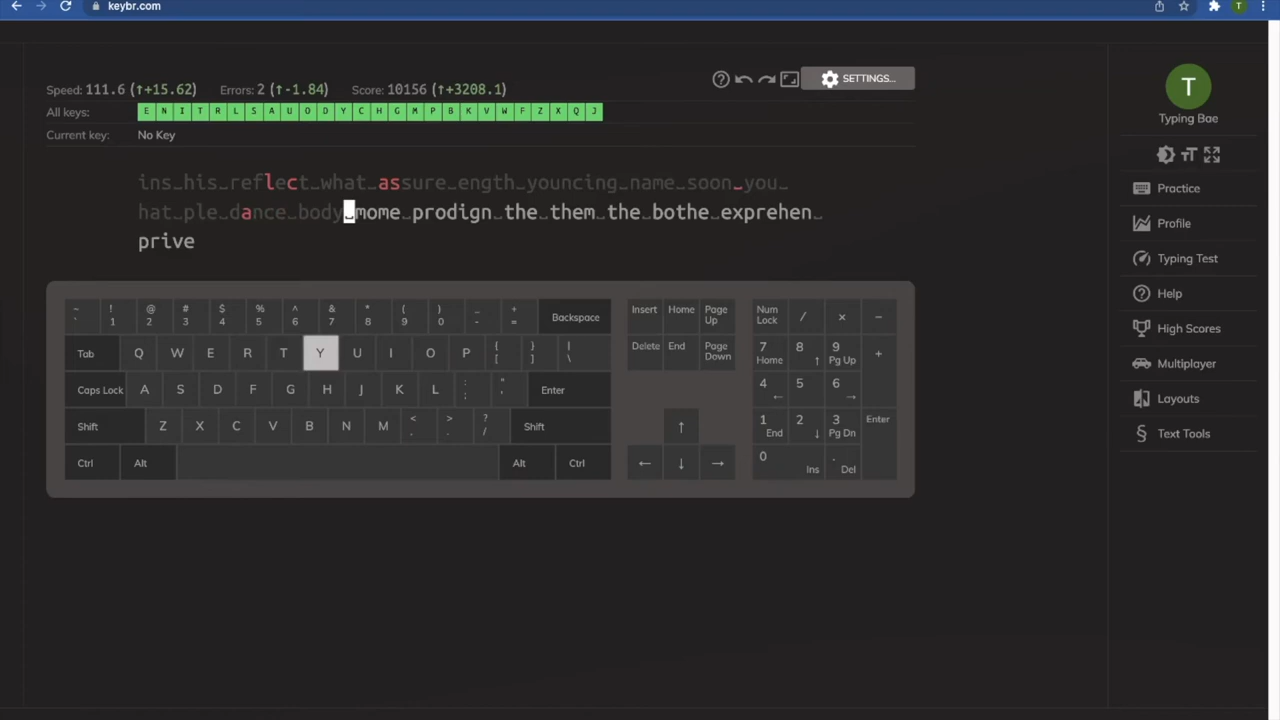 keybr.com
T
Speed: 111.6 (↑+15.62) Errors: 2 (↑-1.84) Score: 10156 (↑+3208.1)
SETTINGS...
All keys: E N I T R L S A U O D Y C H G M P B K V W F Z X Q J
Current key: No Key
ins his reflect what assure ength youncing name soon you
hat ple dance body mome prodign the them the bothe exprehen
prive
~ ! @ # $ % ^ & * ( ) _ +
` 1 2 3 4 5 6 7 8 9 0 - = Backspace
Tab Q W E R T Y U I O P { [ } ] | \
Caps Lock A S D F G H J K L : ; " ' Enter
Shift Z X C V B N M < , > . ? / Shift
Ctrl Alt Alt Ctrl
Insert Home Page Up
Delete End Page Down
↑
← ↓ →
Num Lock / × −
7 Home 8 ↑ 9 Pg Up +
4 ← 5 6 →
1 End 2 ↓ 3 Pg Dn Enter
0 Ins . Del
T
Typing Bae
Practice
Profile
Typing Test
Help
High Scores
Multiplayer
Layouts
§ Text Tools